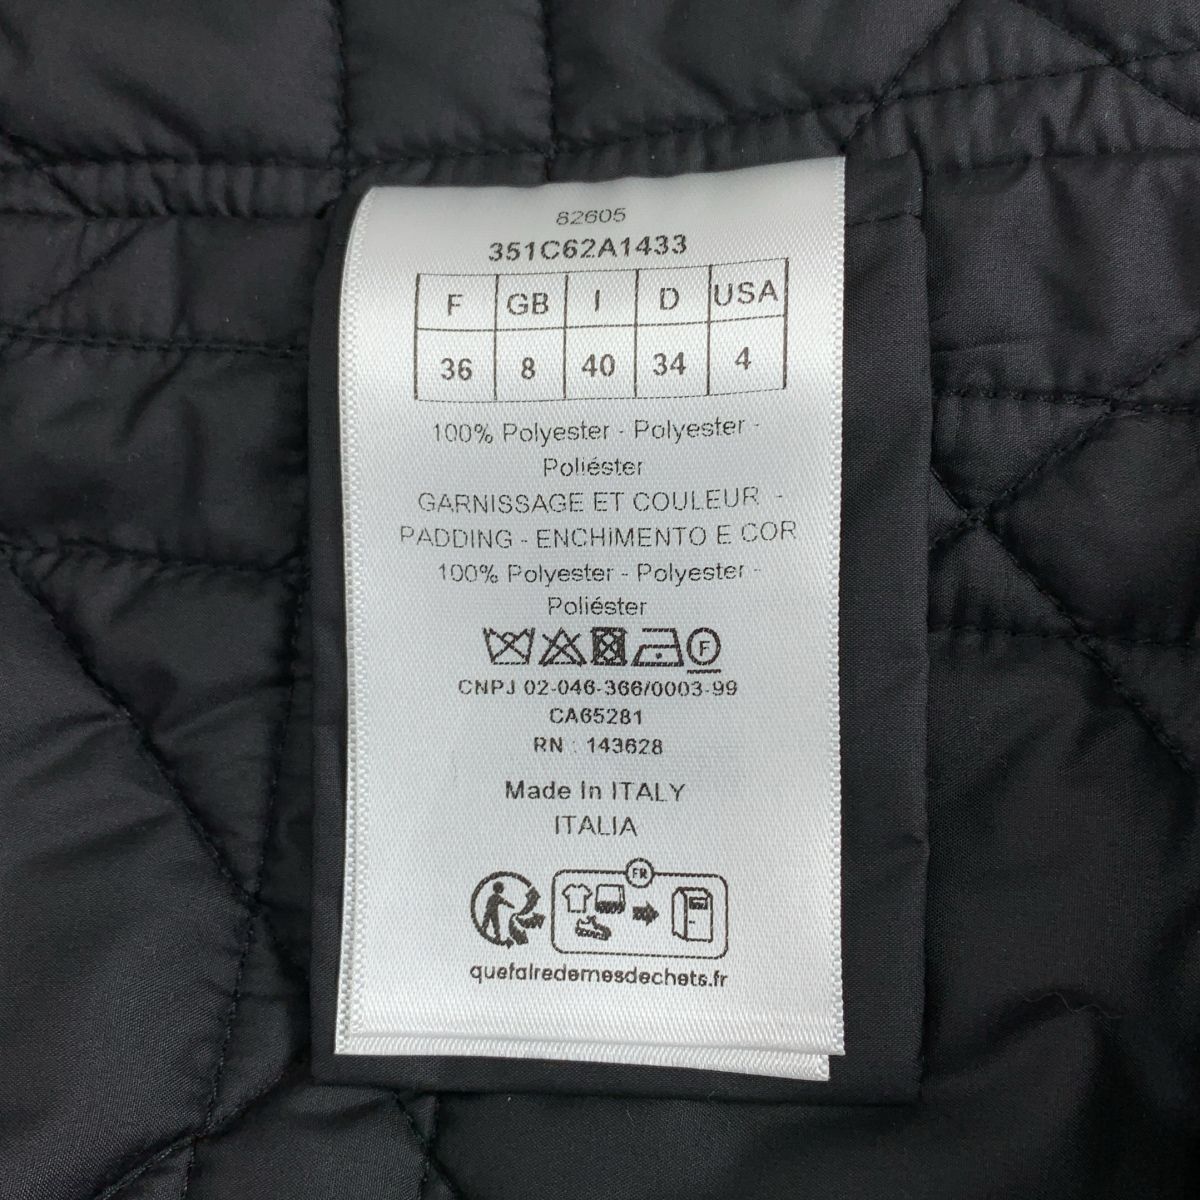 82605
351C62A1433
F GB I D USA
36 8 40 34 4
100% Polyester - Polyester -
Poliéster
GARNISSAGE ET COULEUR -
PADDING - ENCHIMENTO E COR
100% Polyester - Polyester -
Poliéster
F
CNPJ 02-046-366/0003-99
CA65281
RN : 143628
Made In ITALY
ITALIA
FR
quefairedemesdechets.fr